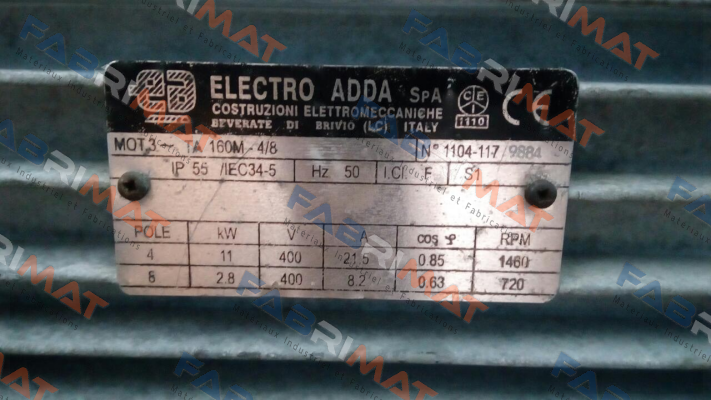 ELECTRO ADDA SpA
COSTRUZIONI ELETTROMECCANICHE
BEVERATE DI BRIVIO (LC) ITALY
CEI
1110
CE
MOT.3~ TA 160M - 4/8 N° 1104-117/9884
IP 55 /IEC34-5 Hz 50 I.Cl. F S1
POLE kW V A cos φ RPM
4 11 400 21.5 0.85 1460
8 2.8 400 8.2 0.63 720
FABRIMAT